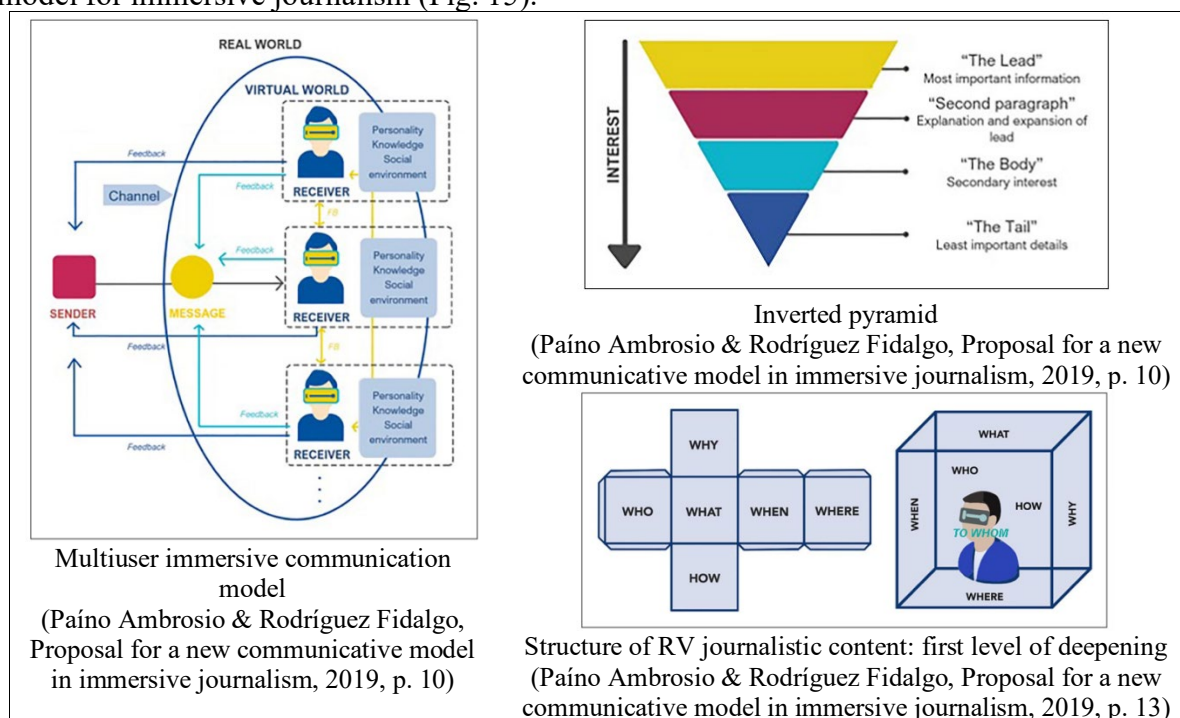 model for immersive journalism (Fig. 15).
REAL WORLD
VIRTUAL WORLD
Personality
Knowledge
Social
environment
Feedback
Feedback
Channel
RECEIVER
FB
Feedback
Personality
Knowledge
Social
environment
SENDER
MESSAGE
RECEIVER
Feedback
FB
Personality
Knowledge
Social
environment
Feedback
RECEIVER
Multiuser immersive communication
model
(Paíno Ambrosio & Rodríguez Fidalgo,
Proposal for a new communicative model
in immersive journalism, 2019, p. 10)
INTEREST
“The Lead”
Most important information
“Second paragraph”
Explanation and expansion of
lead
“The Body”
Secondary interest
“The Tail”
Least important details
Inverted pyramid
(Paíno Ambrosio & Rodríguez Fidalgo, Proposal for a new
communicative model in immersive journalism, 2019, p. 10)
WHY
WHO WHAT WHEN WHERE
HOW
WHAT
WHO
WHEN
HOW
WHY
TO WHOM
WHERE
Structure of RV journalistic content: first level of deepening
(Paíno Ambrosio & Rodríguez Fidalgo, Proposal for a new
communicative model in immersive journalism, 2019, p. 13)